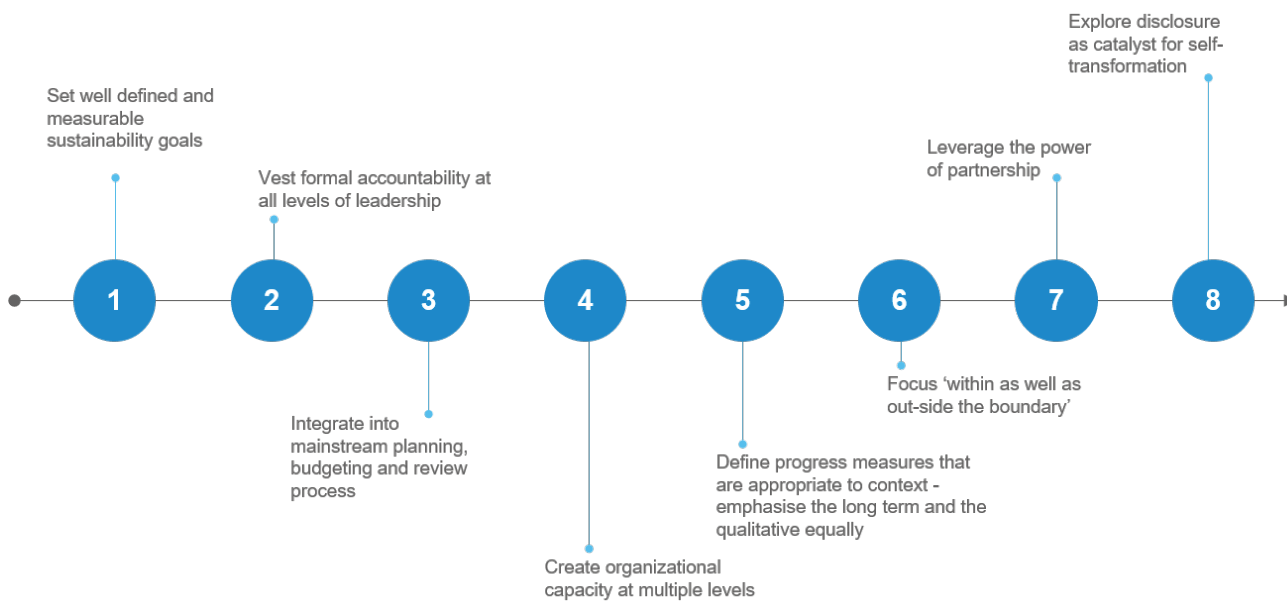 Explore disclosure
as catalyst for self-
transformation
Set well defined and
measurable
sustainability goals
Leverage the power
of partnership
Vest formal accountability at
all levels of leadership
1
2
3
4
5
6
7
8
Focus ‘within as well as
out-side the boundary’
Integrate into
mainstream planning,
budgeting and review
process
Define progress measures that
are appropriate to context -
emphasise the long term and the
qualitative equally
Create organizational
capacity at multiple levels